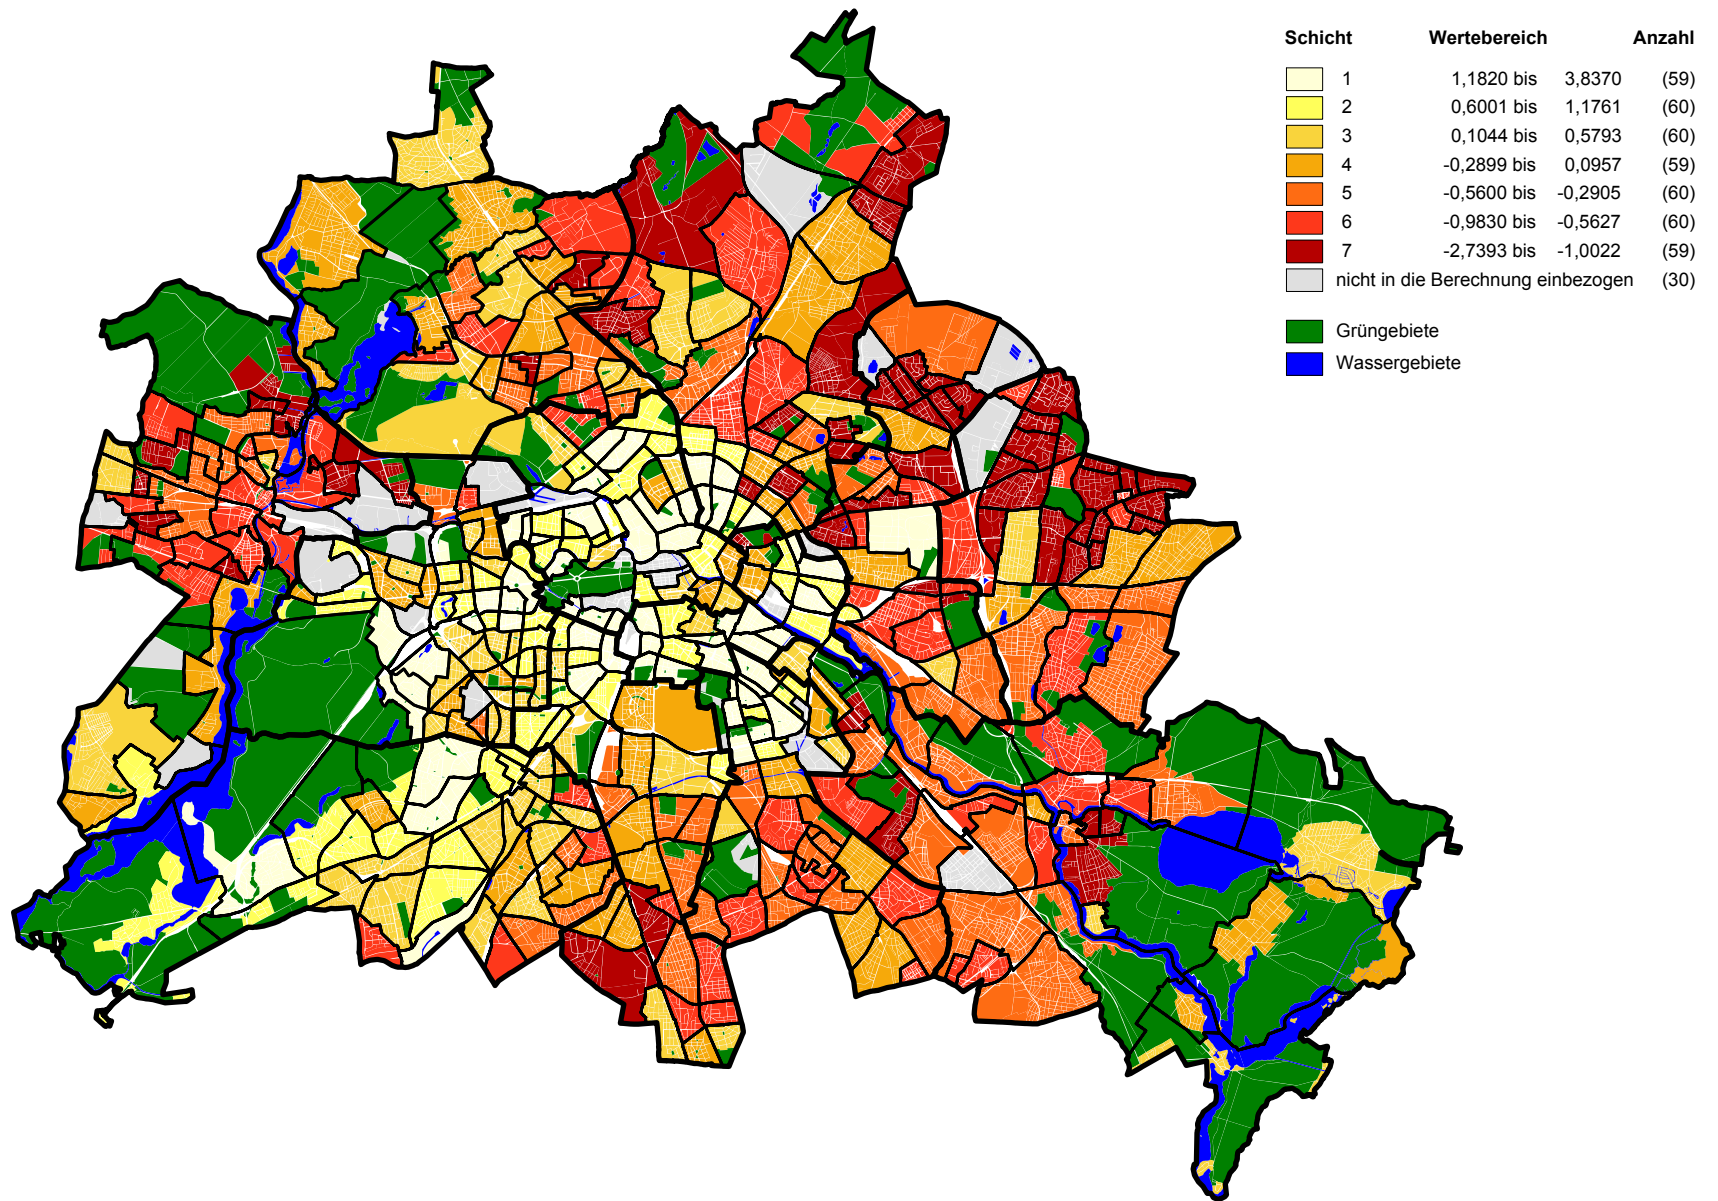 Schicht Wertebereich Anzahl
1 1,1820 bis 3,8370 (59)
2 0,6001 bis 1,1761 (60)
3 0,1044 bis 0,5793 (60)
4 -0,2899 bis 0,0957 (59)
5 -0,5600 bis -0,2905 (60)
6 -0,9830 bis -0,5627 (60)
7 -2,7393 bis -1,0022 (59)
nicht in die Berechnung einbezogen (30)
Grüngebiete
Wassergebiete